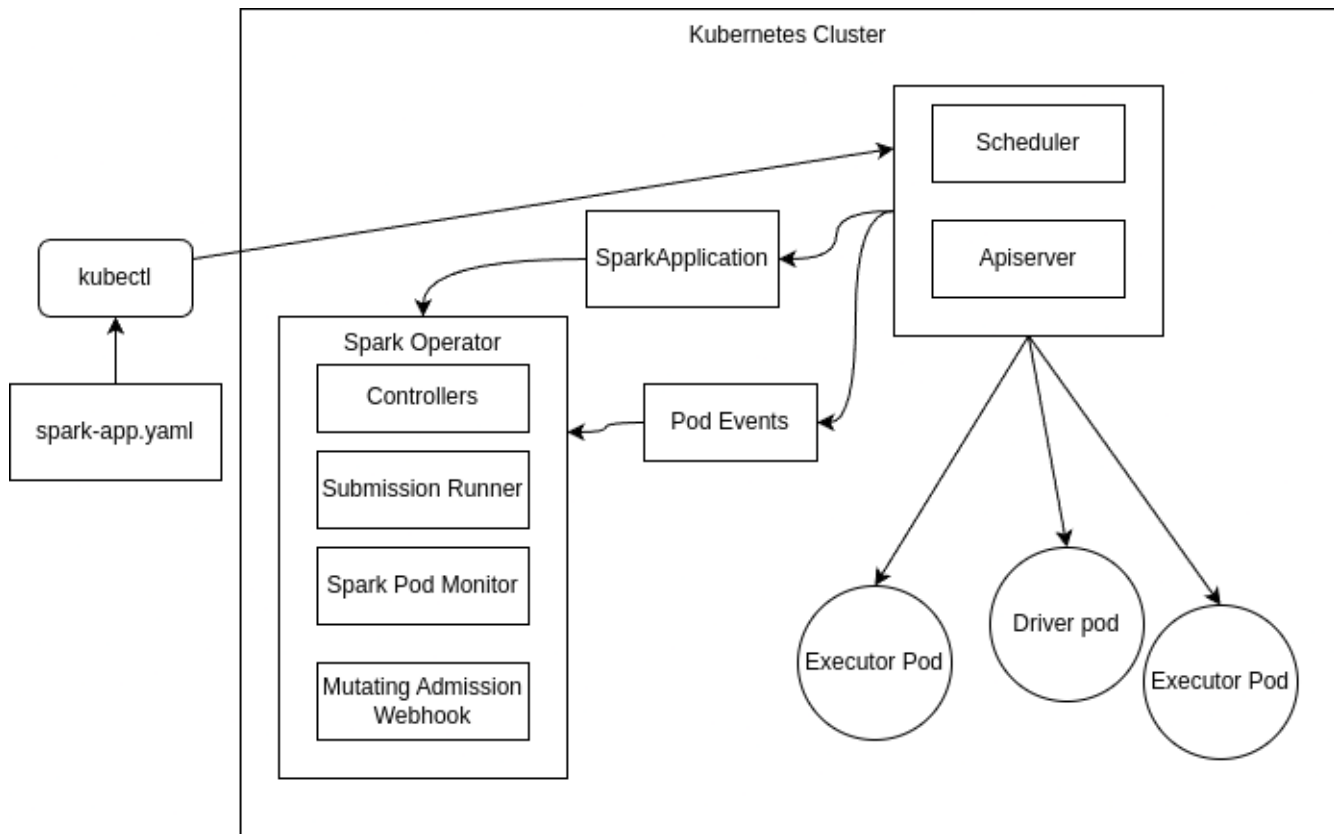 Kubernetes Cluster
Scheduler
Apiserver
SparkApplication
kubectl
spark-app.yaml
Spark Operator
Controllers
Submission Runner
Spark Pod Monitor
Mutating Admission
Webhook
Pod Events
Executor Pod
Driver pod
Executor Pod